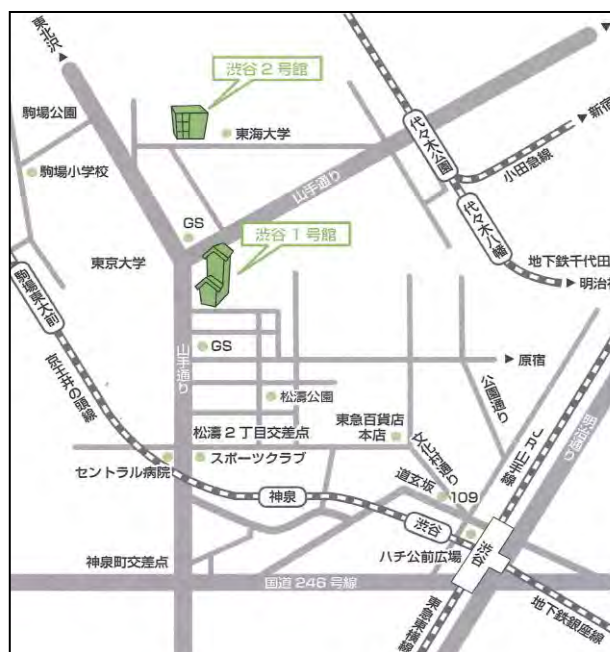 東北沢
渋谷2号館
駒場公園
東海大学
代々木公園
新宿
小田急線
駒場小学校
山手通り
代々木八幡
GS
渋谷1号館
東京大学
地下鉄千代田
明治神
駒場東大前
山手通り
GS
原宿
京王井の頭線
松濤公園
公園通り
JR山手線
明治通り
松濤2丁目交差点
東急百貨店
本店
文化村通り
セントラル病院
スポーツクラブ
道玄坂
109
神泉
渋谷
渋谷
ハチ公前広場
神泉町交差点
国道246号線
東急東横線
地下鉄銀座線